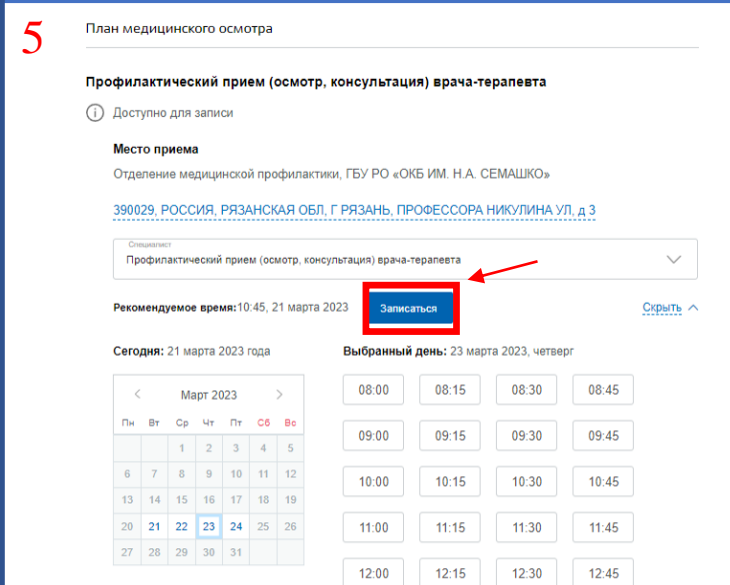 5
План медицинского осмотра
Профилактический прием (осмотр, консультация) врача-терапевта
Доступно для записи
Место приема
Отделение медицинской профилактики, ГБУ РО «ОКБ ИМ. Н.А. СЕМАШКО»
390029, РОССИЯ, РЯЗАНСКАЯ ОБЛ, Г РЯЗАНЬ, ПРОФЕССОРА НИКУЛИНА УЛ, д 3
Специалист
Профилактический прием (осмотр, консультация) врача-терапевта
Рекомендуемое время:10:45, 21 марта 2023 Записаться Скрыть
Сегодня: 21 марта 2023 года
Март 2023
Пн Вт Ср Чт Пт Сб Вс
1 2 3 4 5
6 7 8 9 10 11 12
13 14 15 16 17 18 19
20 21 22 23 24 25 26
27 28 29 30 31
Выбранный день: 23 марта 2023, четверг
08:00 08:15 08:30 08:45
09:00 09:15 09:30 09:45
10:00 10:15 10:30 10:45
11:00 11:15 11:30 11:45
12:00 12:15 12:30 12:45